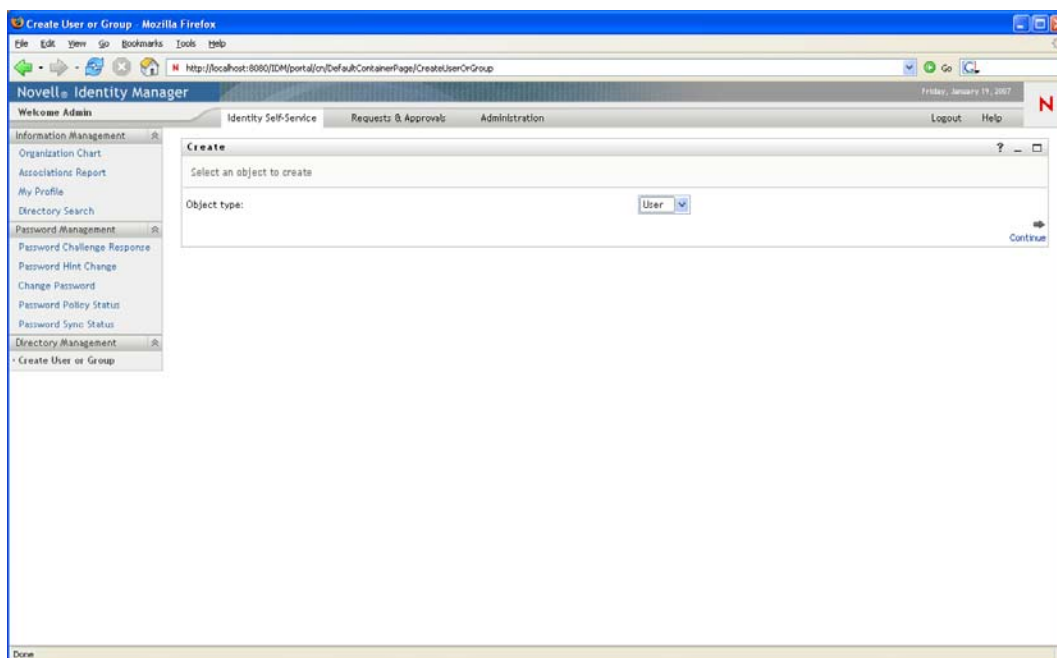 Create User or Group - Mozilla Firefox
File Edit View Go Bookmarks Tools Help
http://localhost:8080/IDM/portal/cn/DefaultContainerPage/CreateUserOrGroup
Go
Novell® Identity Manager
Friday, January 19, 2007
N
Welcome Admin
Identity Self-Service Requests & Approvals Administration Logout Help
Information Management
Organization Chart
Associations Report
My Profile
Directory Search
Password Management
Password Challenge Response
Password Hint Change
Change Password
Password Policy Status
Password Sync Status
Directory Management
Create User or Group
Create
?
Select an object to create
Object type: User
Continue
Done